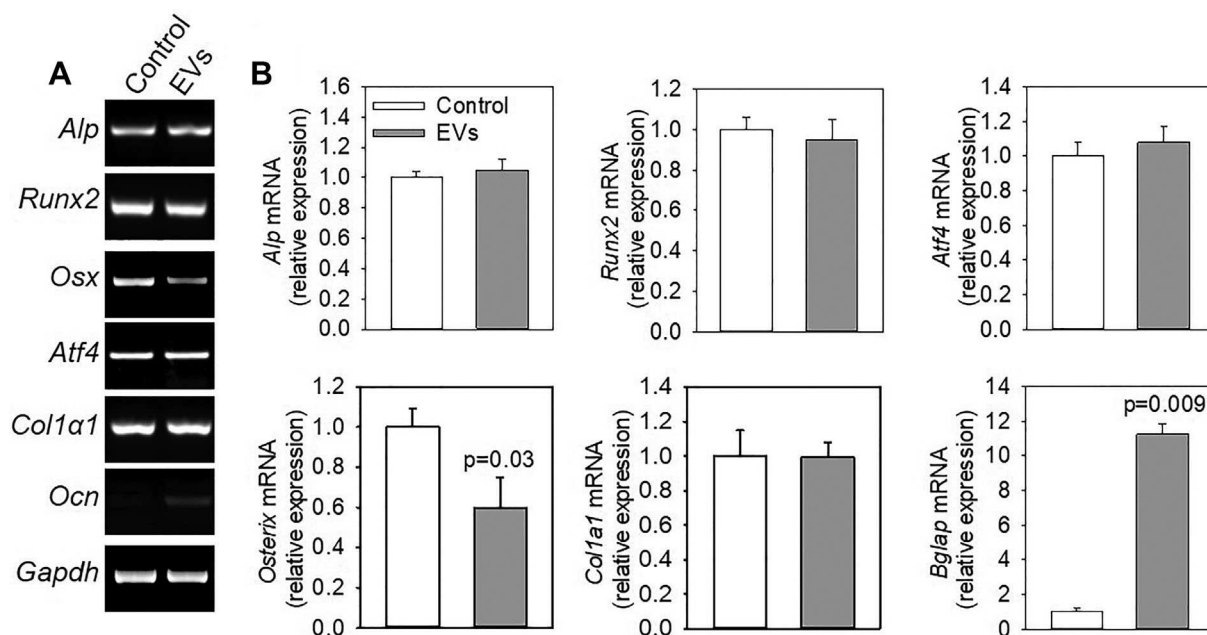 A
Control
EVs
Alp
Runx2
Osx
Atf4
Col1α1
Ocn
Gapdh
B
Alp mRNA
(relative expression)
1.6
1.4
1.2
1.0
0.8
0.6
0.4
0.2
0.0
Control
EVs
Runx2 mRNA
(relative expression)
1.2
1.0
0.8
0.6
0.4
0.2
0.0
Atf4 mRNA
(relative expression)
1.4
1.2
1.0
0.8
0.6
0.4
0.2
0.0
Osterix mRNA
(relative expression)
1.2
1.0
0.8
0.6
0.4
0.2
0.0
p=0.03
Col1a1 mRNA
(relative expression)
1.4
1.2
1.0
0.8
0.6
0.4
0.2
0.0
Bglap mRNA
(relative expression)
14
12
10
8
6
4
2
0
p=0.009